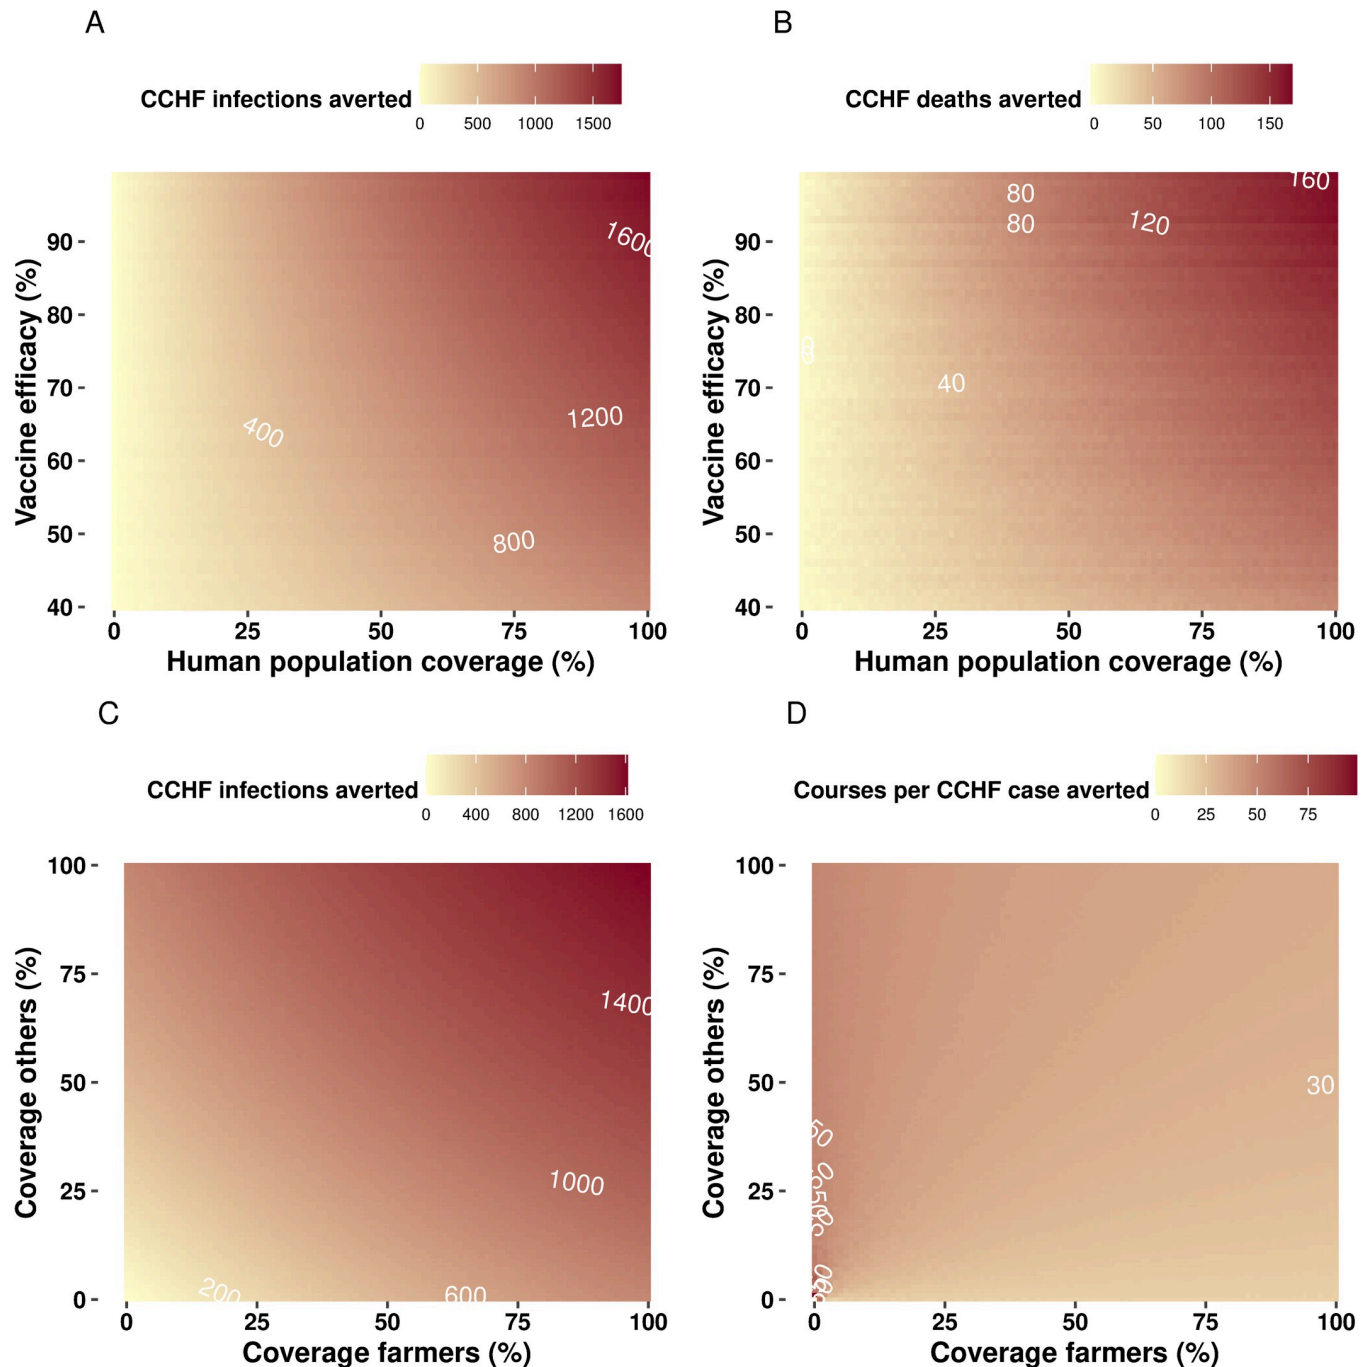 A
B
CCHF infections averted
0 500 1000 1500
CCHF deaths averted
0 50 100 150
Vaccine efficacy (%)
90
80
70
60
50
40
1600
1200
400
800
0 25 50 75 100
Human population coverage (%)
Vaccine efficacy (%)
90
80
70
60
50
40
160
80
80
120
40
0 25 50 75 100
Human population coverage (%)
C
D
CCHF infections averted
0 400 800 1200 1600
Courses per CCHF case averted
0 25 50 75
Coverage others (%)
100
75
50
25
0
1400
1000
200
600
0 25 50 75 100
Coverage farmers (%)
Coverage others (%)
100
75
50
25
0
30
50
0 25 50 75 100
Coverage farmers (%)